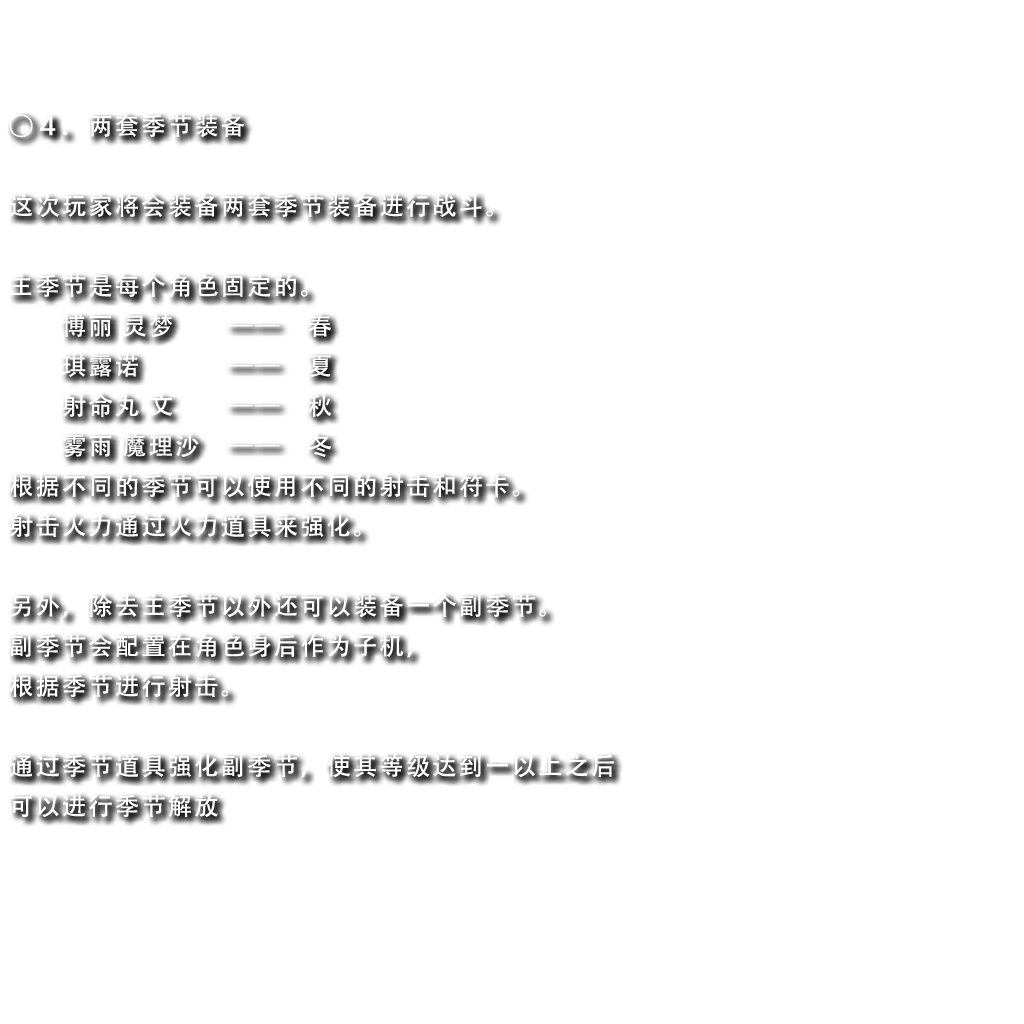 〇４．两套季节装备
这次玩家将会装备两套季节装备进行战斗。
主季节是每个角色固定的。
博丽 灵梦　　——　春
琪露诺　　　——　夏
射命丸 文　　——　秋
雾雨 魔理沙　——　冬
根据不同的季节可以使用不同的射击和符卡。
射击火力通过火力道具来强化。
另外，除去主季节以外还可以装备一个副季节。
副季节会配置在角色身后作为子机，
根据季节进行射击。
通过季节道具强化副季节，使其等级达到一以上之后
可以进行季节解放